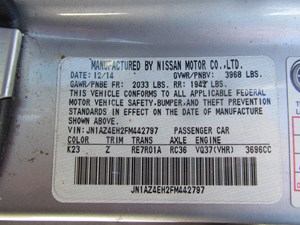 MANUFACTURED BY NISSAN MOTOR CO.,LTD.
DATE: 12/14 GVWR/PNBV: 3968 LBS.
GAWR/PNBE FR: 2033 LBS. RR: 1942 LBS.
THIS VEHICLE CONFORMS TO ALL APPLICABLE FEDERAL
MOTOR VEHICLE SAFETY,BUMPER,AND THEFT PREVENTION
STANDARDS IN EFFECT ON THE DATE OF MANUFACTURE
SHOWN ABOVE.
VIN: JN1AZ4EH2FM442797 PASSENGER CAR
COLOR TRIM TRANS AXLE ENGINE
K23 Z RE7R01A RC36 VQ37(VHR) 3696CC
JN1AZ4EH2FM442797